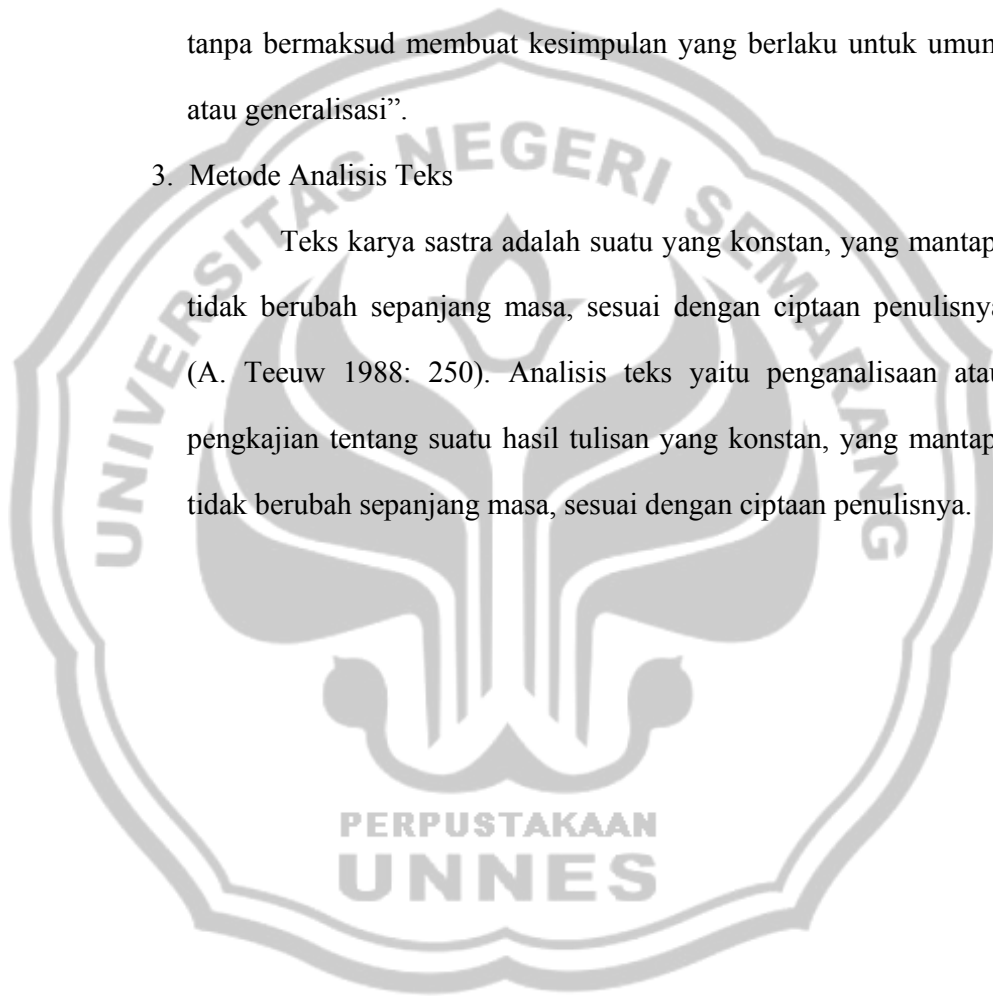 tanpa bermaksud membuat kesimpulan yang berlaku untuk umum
atau generalisasi”.
3. Metode Analisis Teks
Teks karya sastra adalah suatu yang konstan, yang mantap,
tidak berubah sepanjang masa, sesuai dengan ciptaan penulisnya
(A. Teeuw 1988: 250). Analisis teks yaitu penganalisaan atau
pengkajian tentang suatu hasil tulisan yang konstan, yang mantap,
tidak berubah sepanjang masa, sesuai dengan ciptaan penulisnya.
UNIVERSITAS NEGERI SEMARANG
PERPUSTAKAAN
UNNES